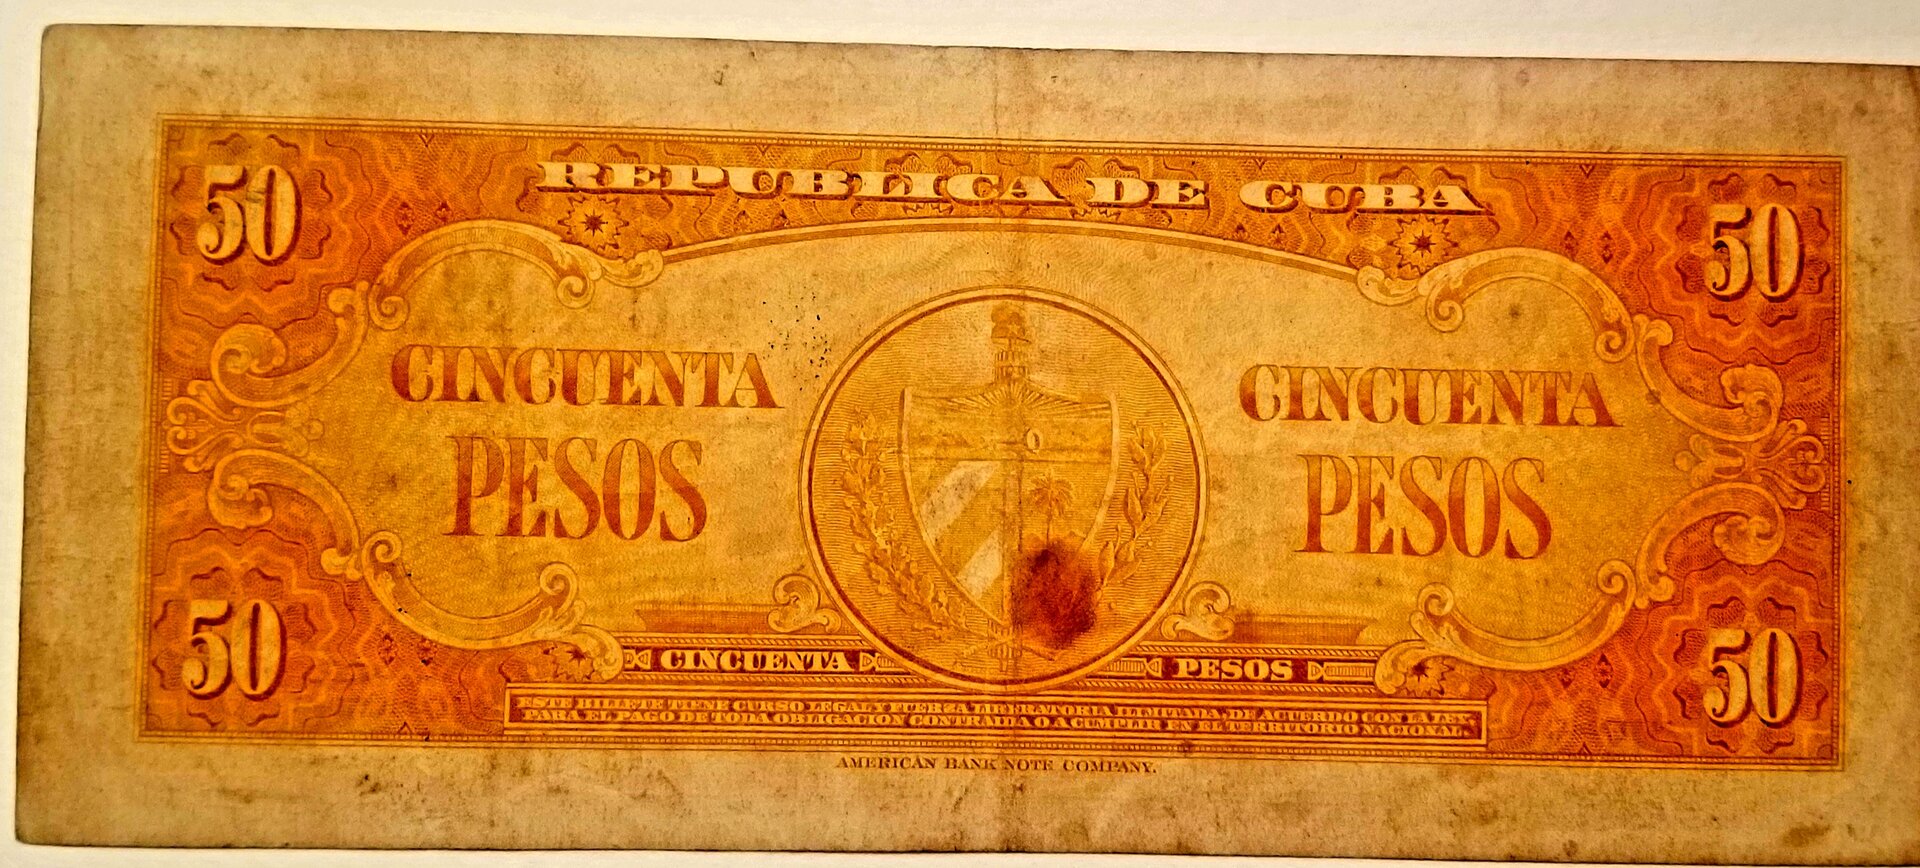 50
REPUBLICA DE CUBA
50
CINCUENTA
PESOS
CINCUENTA
PESOS
50
CINCUENTA
PESOS
50
ESTE BILLETE TIENE CURSO LEGAL Y FUERZA LIBERATORIA ILIMITADA, DE ACUERDO CON LA LEY,
PARA EL PAGO DE TODA OBLIGACION CONTRAIDA O A CUMPLIR EN EL TERRITORIO NACIONAL.
AMERICAN BANK NOTE COMPANY.